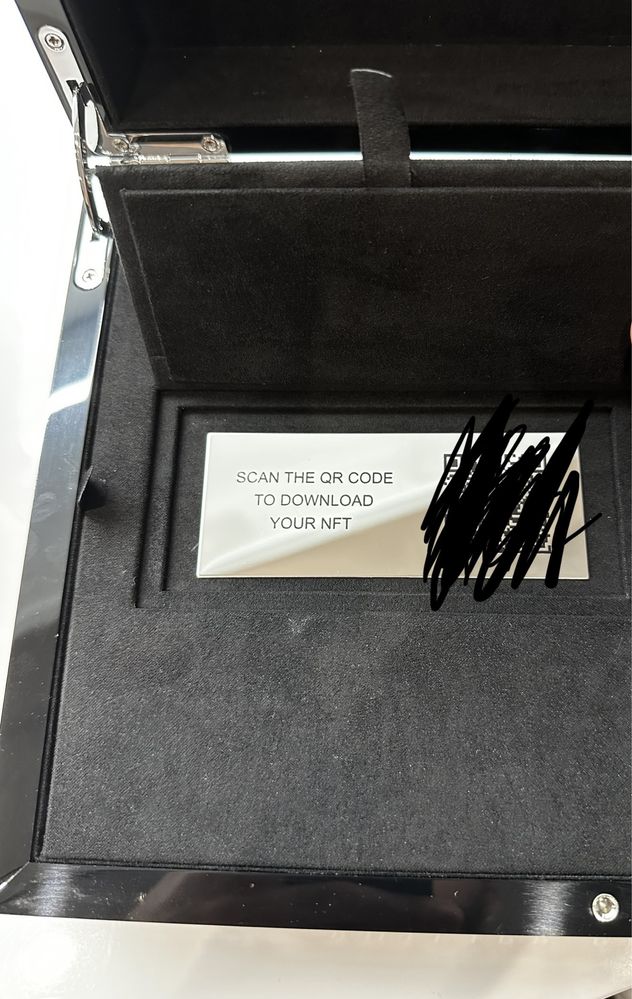 SCAN THE QR CODE
TO DOWNLOAD
YOUR NFT